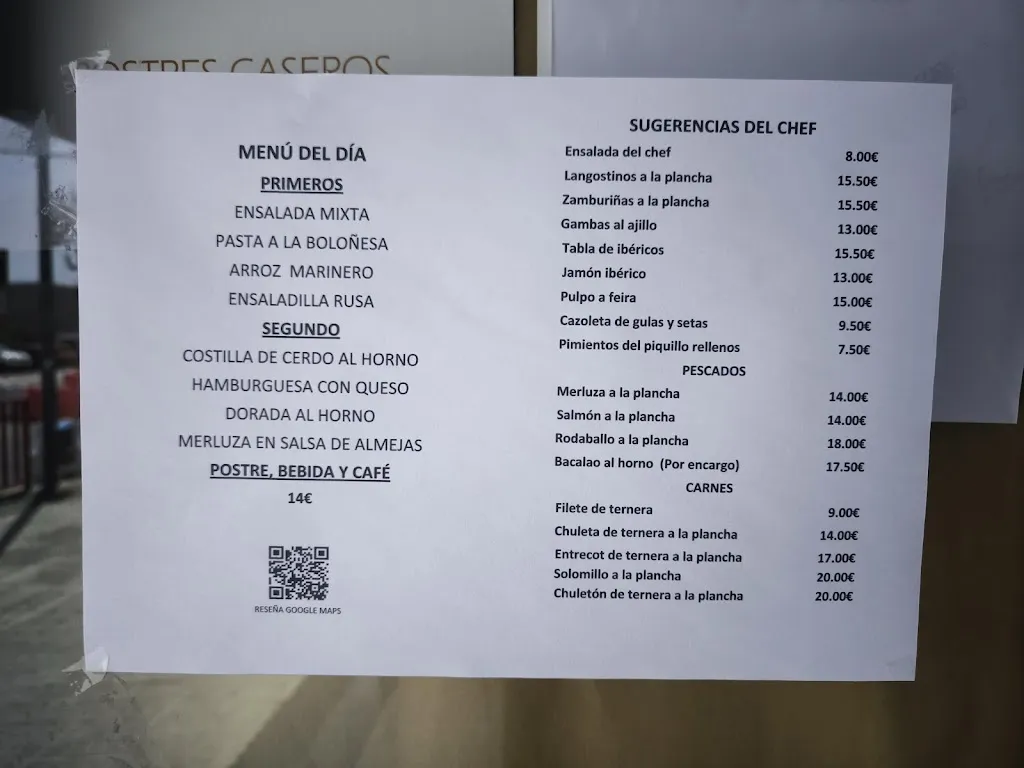 POSTRES CASEROS
MENÚ DEL DÍA
PRIMEROS
ENSALADA MIXTA
PASTA A LA BOLOÑESA
ARROZ MARINERO
ENSALADILLA RUSA
SEGUNDO
COSTILLA DE CERDO AL HORNO
HAMBURGUESA CON QUESO
DORADA AL HORNO
MERLUZA EN SALSA DE ALMEJAS
POSTRE, BEBIDA Y CAFÉ
14€
RESEÑA GOOGLE MAPS
SUGERENCIAS DEL CHEF
Ensalada del chef 8.00€
Langostinos a la plancha 15.50€
Zamburiñas a la plancha 15.50€
Gambas al ajillo 13.00€
Tabla de ibéricos 15.50€
Jamón ibérico 13.00€
Pulpo a feira 15.00€
Cazoleta de gulas y setas 9.50€
Pimientos del piquillo rellenos 7.50€
PESCADOS
Merluza a la plancha 14.00€
Salmón a la plancha 14.00€
Rodaballo a la plancha 18.00€
Bacalao al horno (Por encargo) 17.50€
CARNES
Filete de ternera 9.00€
Chuleta de ternera a la plancha 14.00€
Entrecot de ternera a la plancha 17.00€
Solomillo a la plancha 20.00€
Chuletón de ternera a la plancha 20.00€